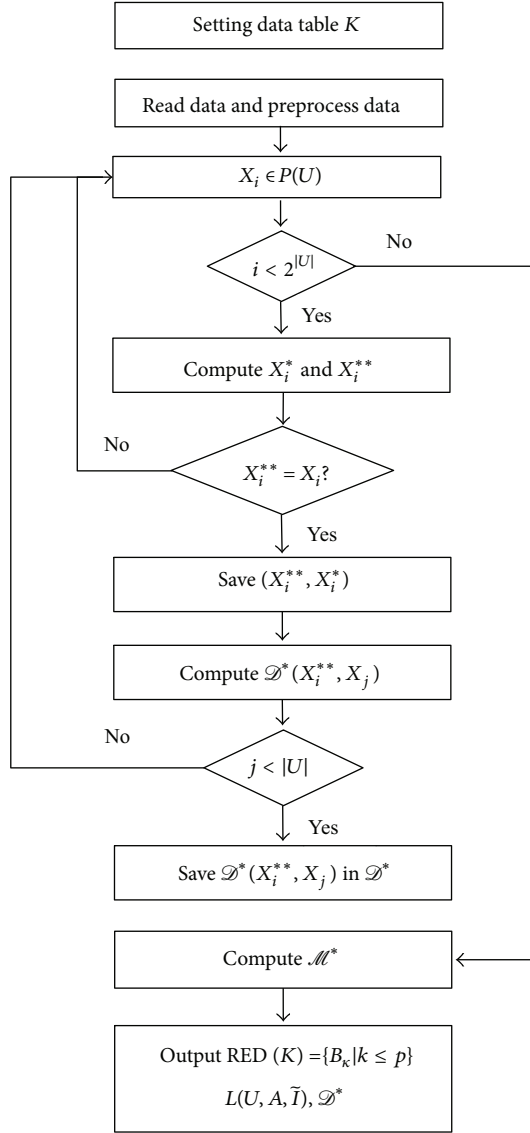 Setting data table K
Read data and preprocess data
X_i ∈ P(U)
i < 2^{|U|}
No
Yes
Compute X_i^* and X_i^{**}
No
X_i^{**} = X_i?
Yes
Save (X_i^{**}, X_i^*)
Compute 𝒟^*(X_i^{**}, X_j)
No
j < |U|
Yes
Save 𝒟^*(X_i^{**}, X_j) in 𝒟^*
Compute ℳ^*
Output RED (K) ={B_κ|k ≤ p}
L(U, A, Ĩ), 𝒟^*